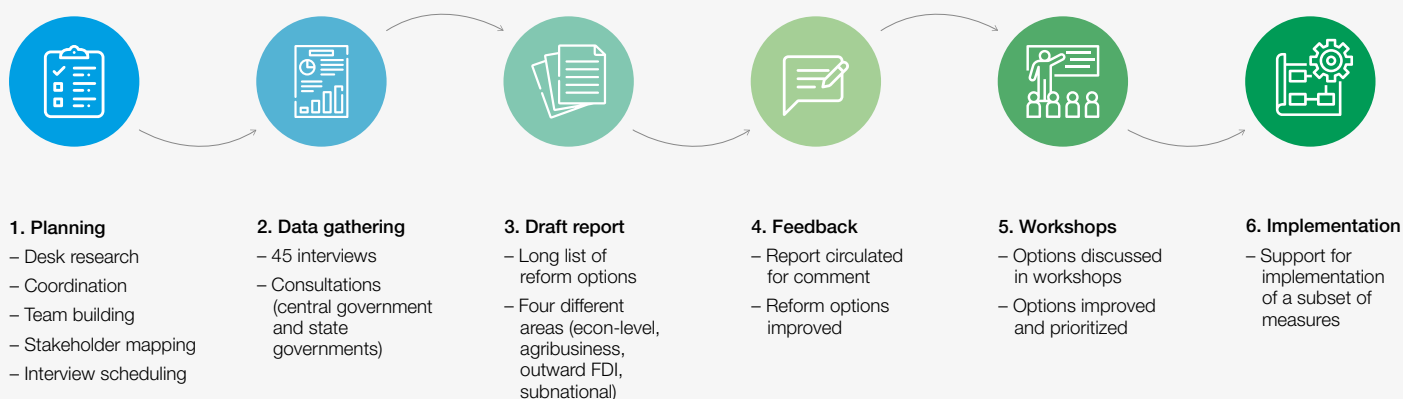 1. Planning
– Desk research
– Coordination
– Team building
– Stakeholder mapping
– Interview scheduling
2. Data gathering
– 45 interviews
– Consultations
(central government
and state
governments)
3. Draft report
– Long list of
reform options
– Four different
areas (econ-level,
agribusiness,
outward FDI,
subnational)
4. Feedback
– Report circulated
for comment
– Reform options
improved
5. Workshops
– Options discussed
in workshops
– Options improved
and prioritized
6. Implementation
– Support for
implementation
of a subset of
measures